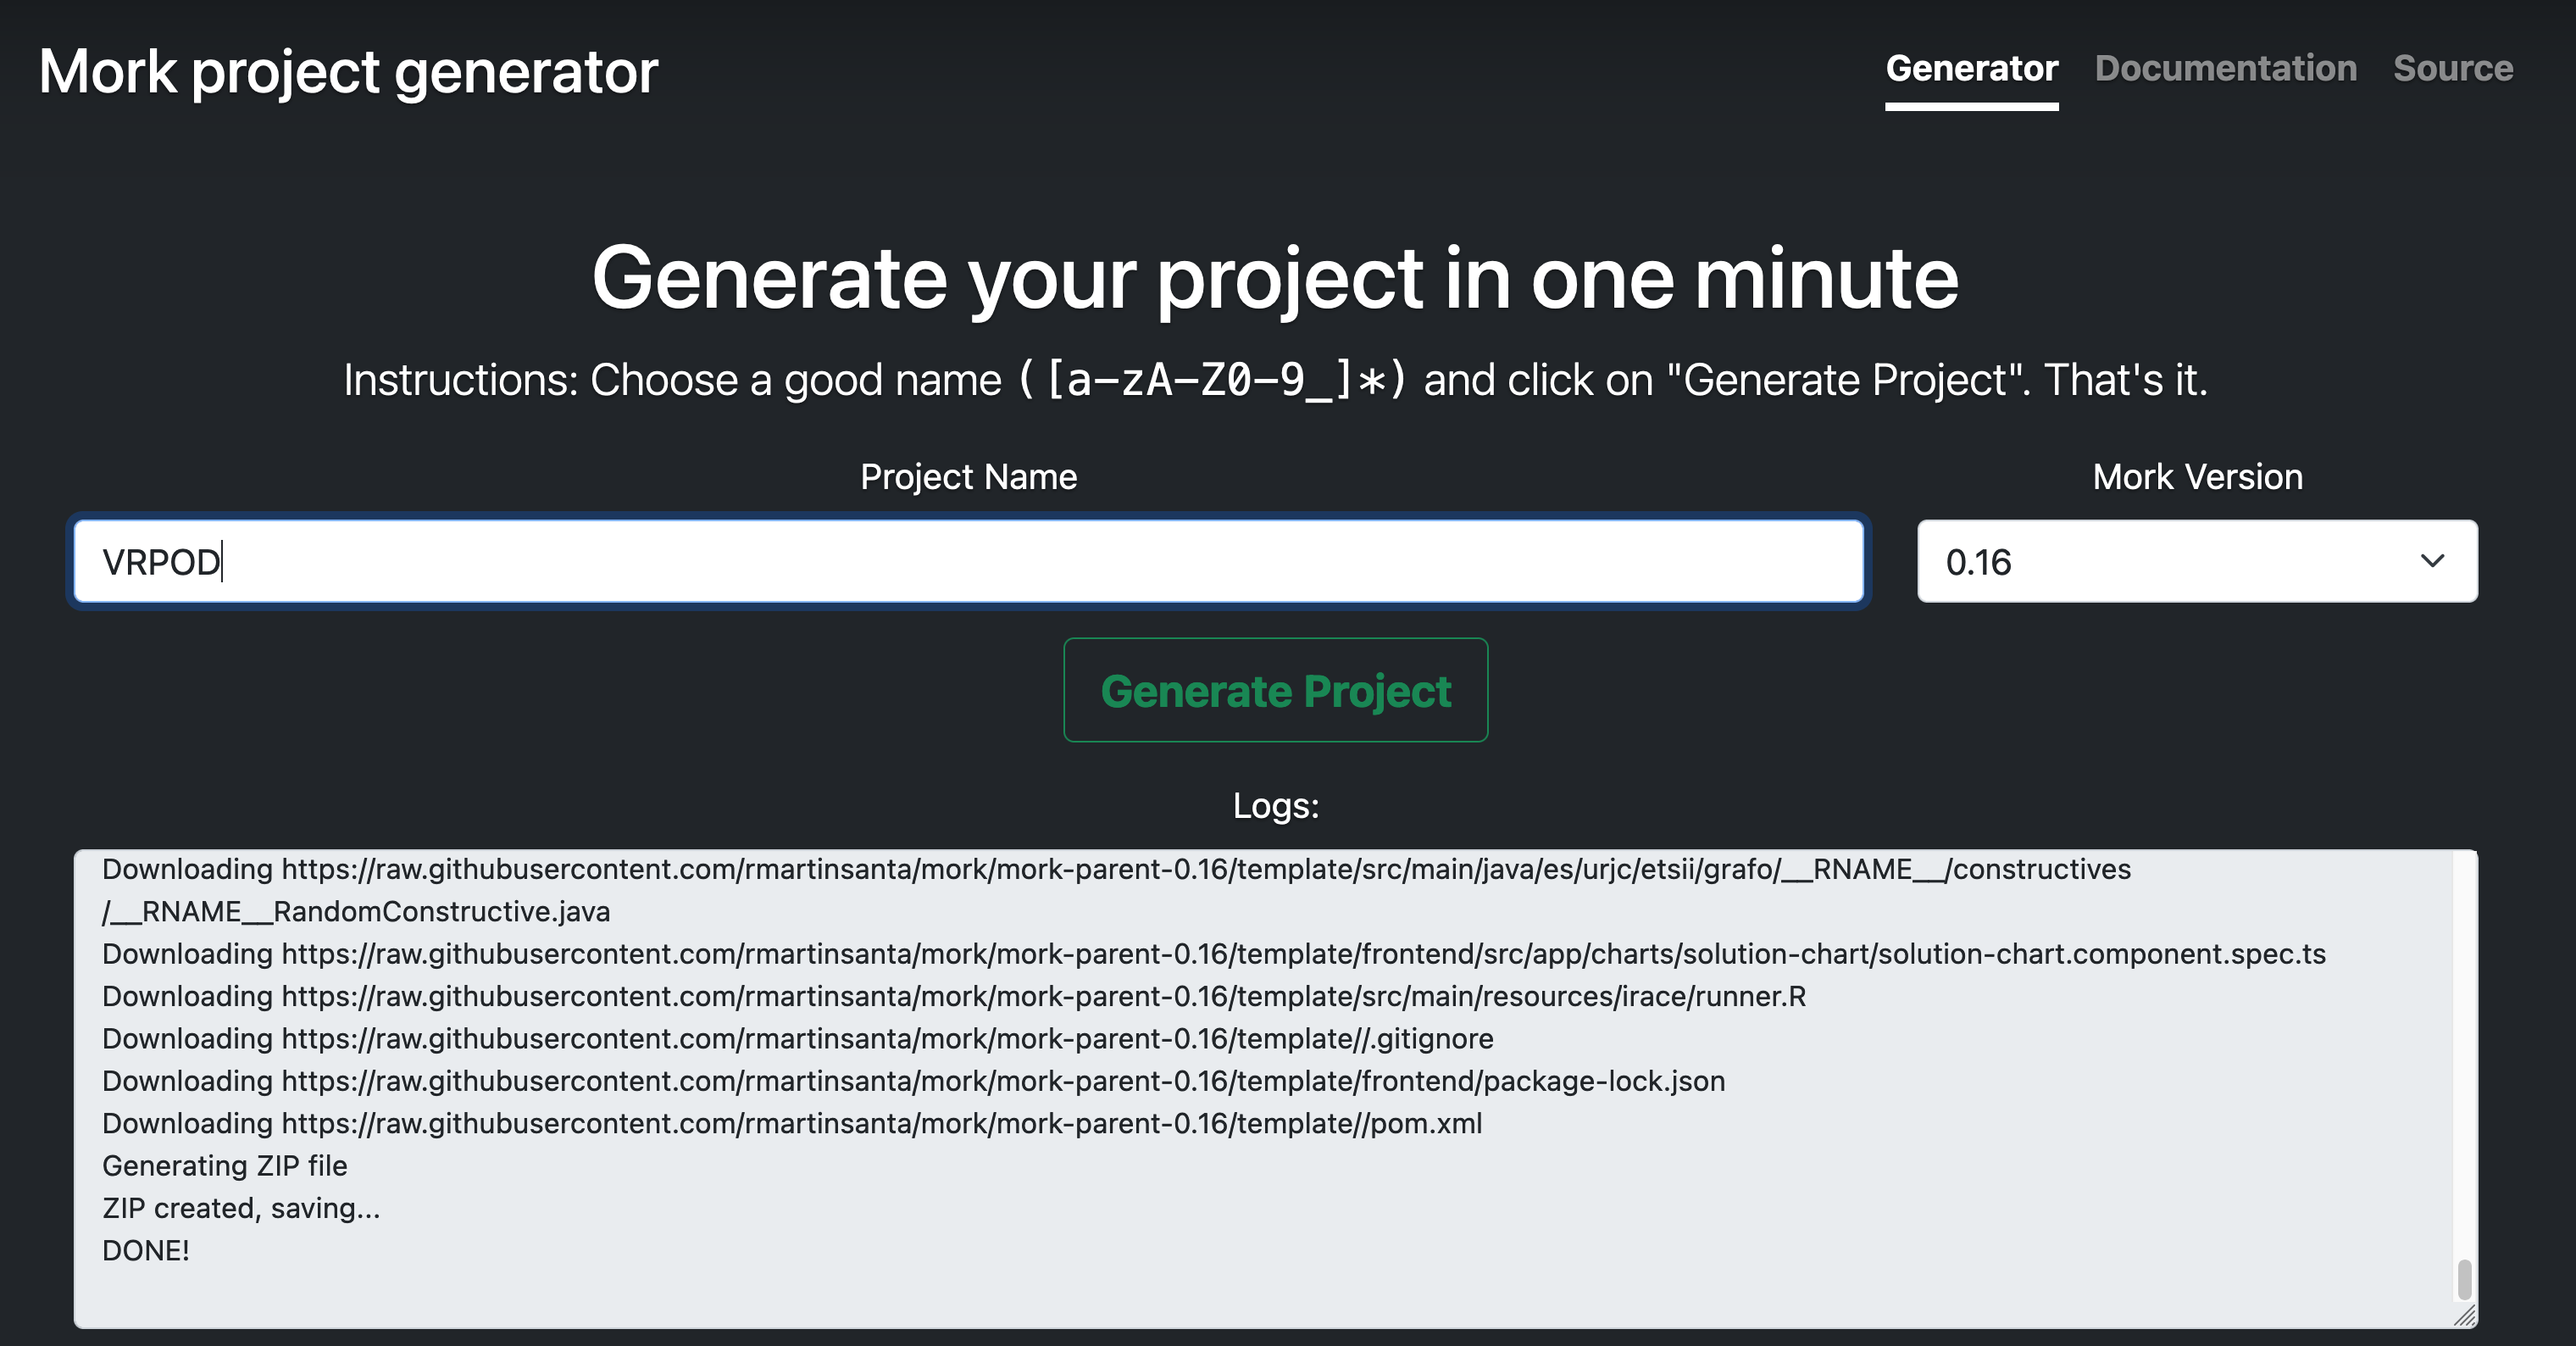 Mork project generator
Generator Documentation Source
Generate your project in one minute
Instructions: Choose a good name ([a-zA-Z0-9_]*) and click on "Generate Project". That's it.
Project Name
Mork Version
VRPOD
0.16
Generate Project
Logs:
Downloading https://raw.githubusercontent.com/rmartinsanta/mork/mork-parent-0.16/template/src/main/java/es/urjc/etsii/grafo/__RNAME__/constructives
/__RNAME__RandomConstructive.java
Downloading https://raw.githubusercontent.com/rmartinsanta/mork/mork-parent-0.16/template/frontend/src/app/charts/solution-chart/solution-chart.component.spec.ts
Downloading https://raw.githubusercontent.com/rmartinsanta/mork/mork-parent-0.16/template/src/main/resources/irace/runner.R
Downloading https://raw.githubusercontent.com/rmartinsanta/mork/mork-parent-0.16/template//.gitignore
Downloading https://raw.githubusercontent.com/rmartinsanta/mork/mork-parent-0.16/template/frontend/package-lock.json
Downloading https://raw.githubusercontent.com/rmartinsanta/mork/mork-parent-0.16/template//pom.xml
Generating ZIP file
ZIP created, saving...
DONE!